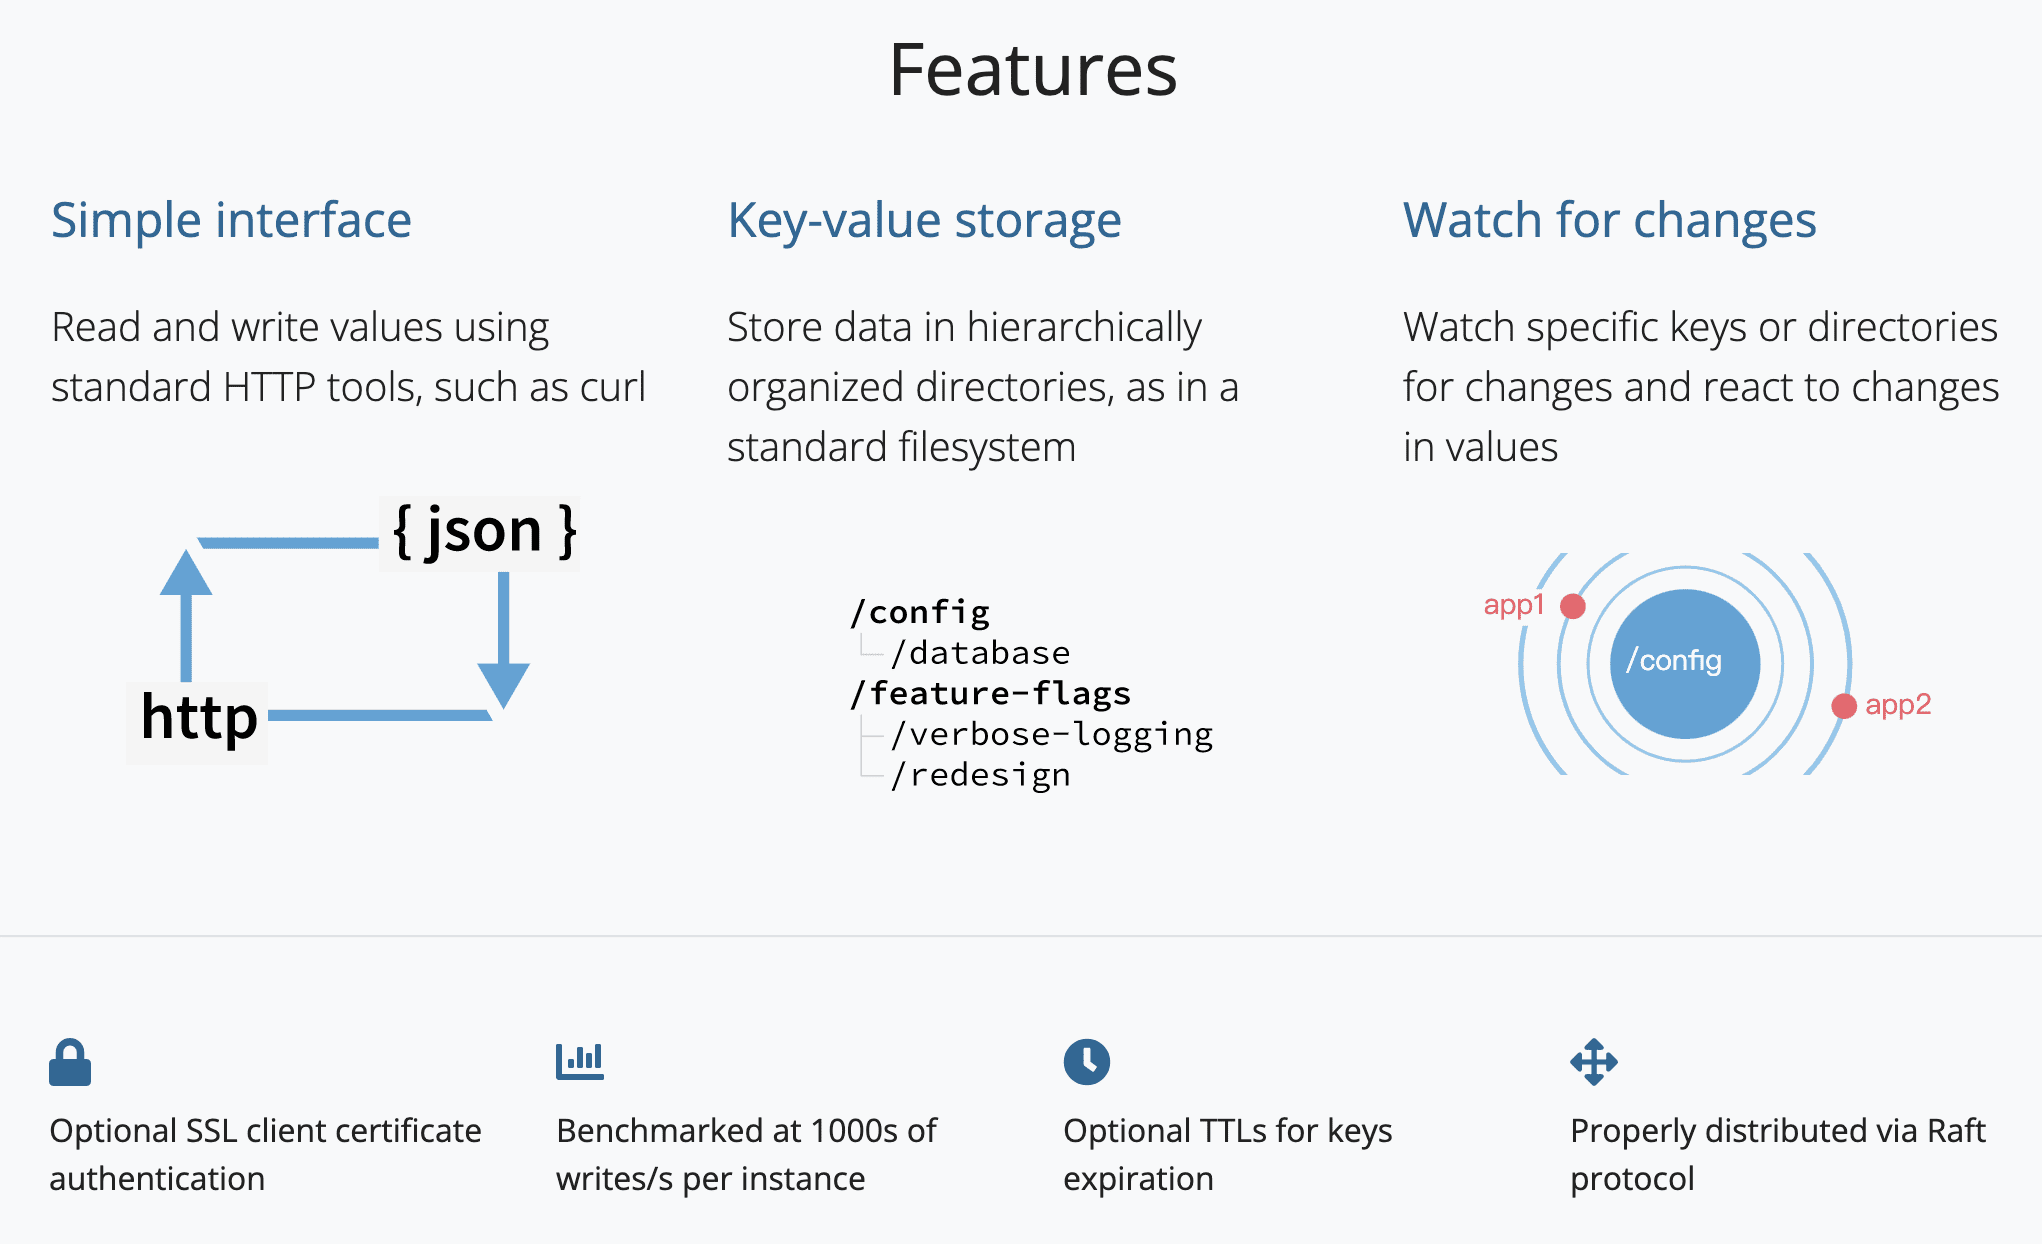 Features
Simple interface
Read and write values using
standard HTTP tools, such as curl
{ json }
http
Key-value storage
Store data in hierarchically
organized directories, as in a
standard filesystem
/config
/database
/feature-flags
/verbose-logging
/redesign
Watch for changes
Watch specific keys or directories
for changes and react to changes
in values
app1
/config
app2
Optional SSL client certificate
authentication
Benchmarked at 1000s of
writes/s per instance
Optional TTLs for keys
expiration
Properly distributed via Raft
protocol